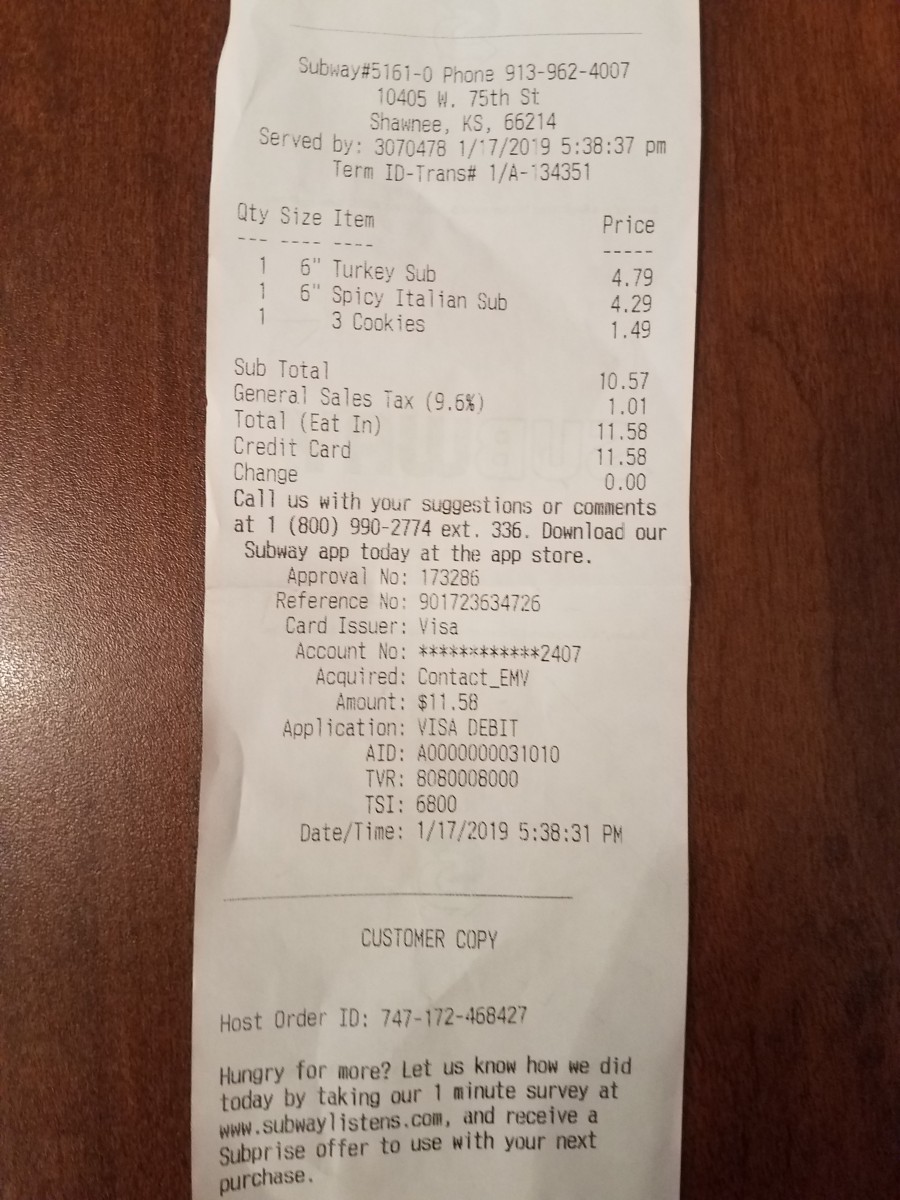 Subway#5161-0 Phone 913-962-4007
10405 W. 75th St
Shawnee, KS, 66214
Served by: 3070478 1/17/2019 5:38:37 pm
Term ID-Trans# 1/A-134351
Qty Size Item Price
--- ---- ---- -----
1 6" Turkey Sub 4.79
1 6" Spicy Italian Sub 4.29
1 3 Cookies 1.49
Sub Total 10.57
General Sales Tax (9.6%) 1.01
Total (Eat In) 11.58
Credit Card 11.58
Change 0.00
Call us with your suggestions or comments
at 1 (800) 990-2774 ext. 336. Download our
Subway app today at the app store.
Approval No: 173286
Reference No: 901723634726
Card Issuer: Visa
Account No: ************2407
Acquired: Contact_EMV
Amount: $11.58
Application: VISA DEBIT
AID: A0000000031010
TVR: 8080008000
TSI: 6800
Date/Time: 1/17/2019 5:38:31 PM
CUSTOMER COPY
Host Order ID: 747-172-468427
Hungry for more? Let us know how we did
today by taking our 1 minute survey at
www.subwaylistens.com, and receive a
Subprise offer to use with your next
purchase.